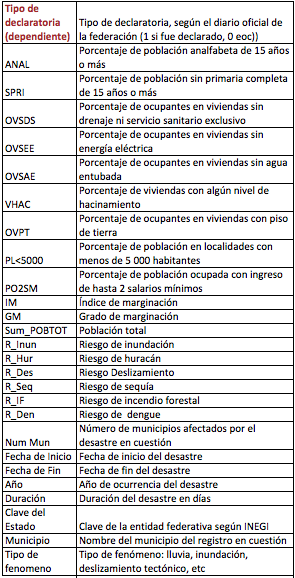 Tipo de
declaratoria
(dependiente)
Tipo de declaratoria, según el diario oficial de
la federación (1 si fue declarado, 0 eoc))
ANAL
Porcentaje de población analfabeta de 15 años
o más
SPRI
Porcentaje de población sin primaria completa
de 15 años o más
OVSDS
Porcentaje de ocupantes en viviendas sin
drenaje ni servicio sanitario exclusivo
OVSEE
Porcentaje de ocupantes en viviendas sin
energía eléctrica
OVSAE
Porcentaje de ocupantes en viviendas sin agua
entubada
VHAC
Porcentaje de viviendas con algún nivel de
hacinamiento
OVPT
Porcentaje de ocupantes en viviendas con piso
de tierra
PL<5000
Porcentaje de población en localidades con
menos de 5 000 habitantes
PO2SM
Porcentaje de población ocupada con ingreso
de hasta 2 salarios mínimos
IM
Índice de marginación
GM
Grado de marginación
Sum_POBTOT
Población total
R_Inun
Riesgo de inundación
R_Hur
Riesgo de huracán
R_Des
Riesgo Deslizamiento
R_Seq
Riesgo de sequía
R_IF
Riesgo de incendio forestal
R_Den
Riesgo de dengue
Num Mun
Número de municipios afectados por el
desastre en cuestión
Fecha de Inicio
Fecha de inicio del desastre
Fecha de Fin
Fecha de fin del desastre
Año
Año de ocurrencia del desastre
Duración
Duración del desastre en días
Clave del
Estado
Clave de la entidad federativa según INEGI
Municipio
Nombre del municipio del registro en cuestión
Tipo de
fenomeno
Tipo de fenómeno: lluvia, inundación,
deslizamiento tectónico, etc